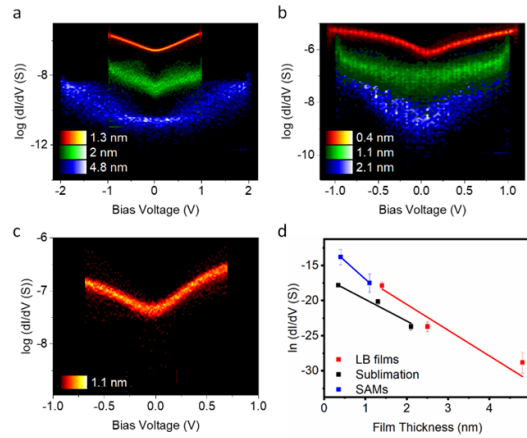 a
log (dI/dV (S))
-8
-10
-12
1.3 nm
2 nm
4.8 nm
-2 -1 0 1 2
Bias Voltage (V)
b
log (dI/dV (S))
-6
-8
-10
0.4 nm
1.1 nm
2.1 nm
-1.0 -0.5 0.0 0.5 1.0
Bias Voltage (V)
c
log (dI/dV (S))
-6
-7
-8
1.1 nm
-1.0 -0.5 0.0 0.5 1.0
Bias Voltage (V)
d
ln (dI/dV (S))
-15
-20
-25
-30
LB films
Sublimation
SAMs
0 2 4
Film Thickness (nm)